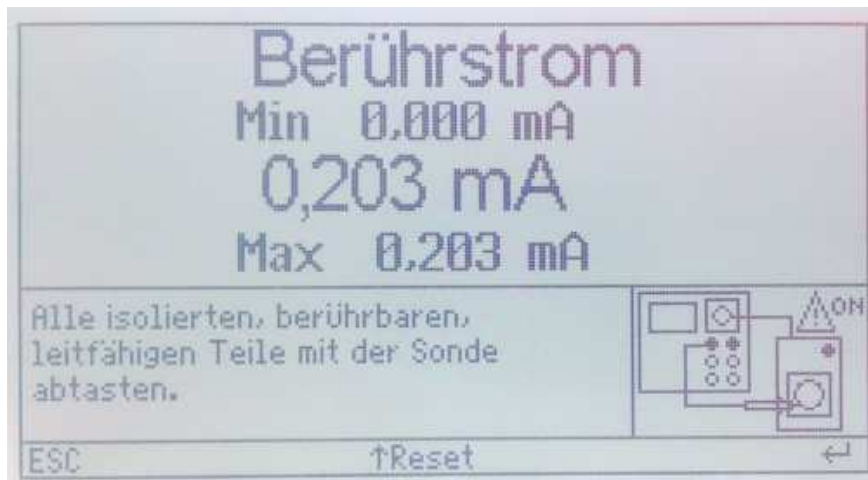 Berührstrom
Min 0,000 mA
0,203 mA
Max 0,203 mA
Alle isolierten, berührbaren,
leitfähigen Teile mit der Sonde
abtasten.
ON
ESC ↑Reset ↵